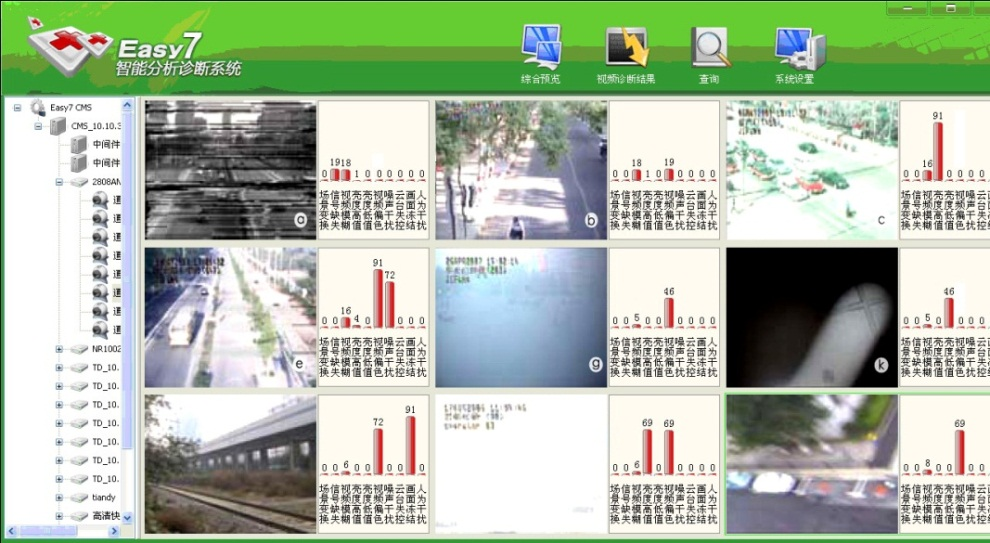 Easy7
智能分析诊断系统
综合预览 视频诊断结果 查询 系统设置
Easy7 CMS
CMS_10.10.3
中间件
中间件
2808AN
通
通
通
通
通
通
通
通
NR1002
TD_10.
TD_10.
TD_10.
TD_10.
TD_10.
TD_10.
TD_10.
tiandy
高清快
a
0 19 18 1 0 0 0 0 0 0
场景变换 信号缺失 视频模糊 亮度高值 亮度低值 视频偏色 噪声干扰 云台失控 画面冻结 人为干扰
b
0 0 18 1 0 19 0 0 0 0
场景变换 信号缺失 视频模糊 亮度高值 亮度低值 视频偏色 噪声干扰 云台失控 画面冻结 人为干扰
c
0 0 16 91 0 0 0 0
场景变换 信号缺失 视频模糊 亮度高值 亮度低值 视频偏色 噪声干扰 云台失控
e
0 0 16 4 0 91 72 0 0 0
场景变换 信号缺失 视频模糊 亮度高值 亮度低值 视频偏色 噪声干扰 云台失控 画面冻结 人为干扰
g
0 0 5 0 0 46 0 0 0 0
场景变换 信号缺失 视频模糊 亮度高值 亮度低值 视频偏色 噪声干扰 云台失控 画面冻结 人为干扰
k
0 0 5 0 46 0 0 0
场景变换 信号缺失 视频模糊 亮度高值 亮度低值 视频偏色 噪声干扰 云台失控
0 0 6 0 0 72 0 0 91 0
场景变换 信号缺失 视频模糊 亮度高值 亮度低值 视频偏色 噪声干扰 云台失控 画面冻结 人为干扰
0 0 6 69 0 69 0 0 0 0
场景变换 信号缺失 视频模糊 亮度高值 亮度低值 视频偏色 噪声干扰 云台失控 画面冻结 人为干扰
0 0 8 0 0 69 0 0
场景变换 信号缺失 视频模糊 亮度高值 亮度低值 视频偏色 噪声干扰 云台失控